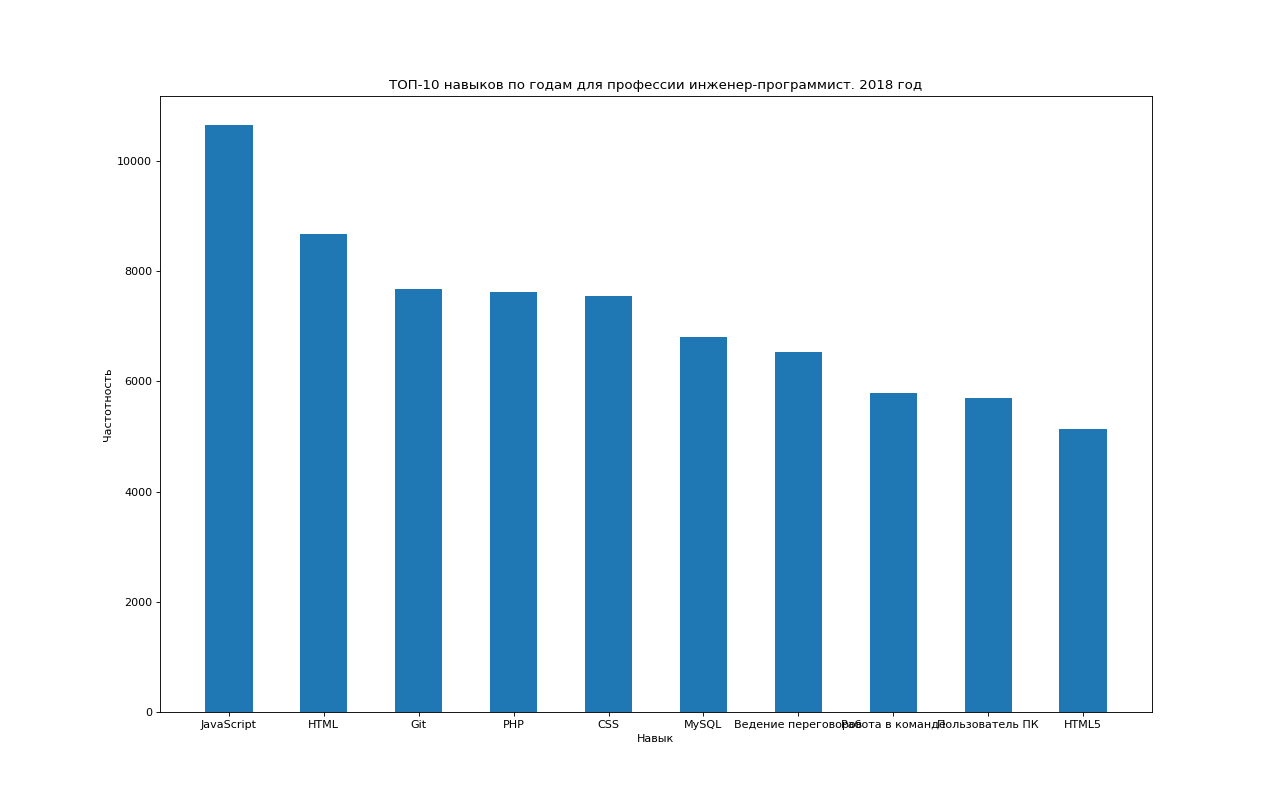 ТОП-10 навыков по годам для профессии инженер-программист. 2018 год
Частотность
10000
8000
6000
4000
2000
0
JavaScript HTML Git PHP CSS MySQL Ведение переговоров Работа в команде Пользователь ПК HTML5
Навык